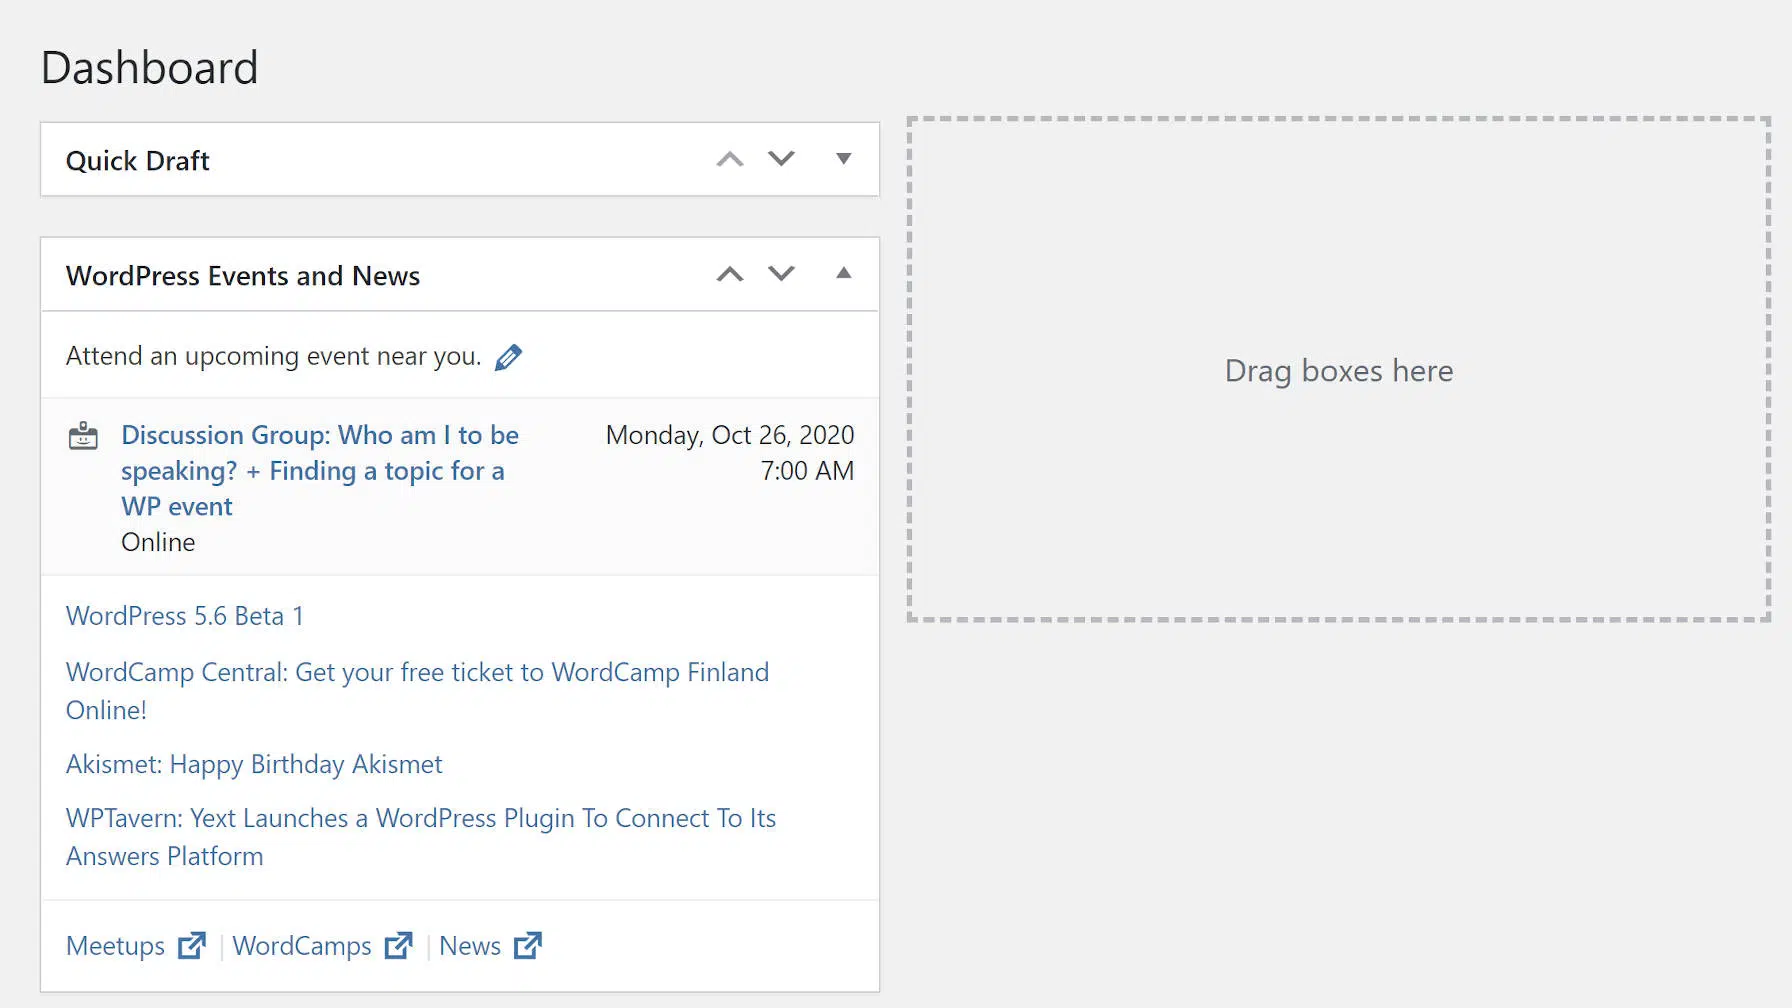 Dashboard
Quick Draft
WordPress Events and News
Attend an upcoming event near you.
Discussion Group: Who am I to be
speaking? + Finding a topic for a
WP event
Online
Monday, Oct 26, 2020
7:00 AM
WordPress 5.6 Beta 1
WordCamp Central: Get your free ticket to WordCamp Finland
Online!
Akismet: Happy Birthday Akismet
WPTavern: Yext Launches a WordPress Plugin To Connect To Its
Answers Platform
Meetups | WordCamps | News
Drag boxes here